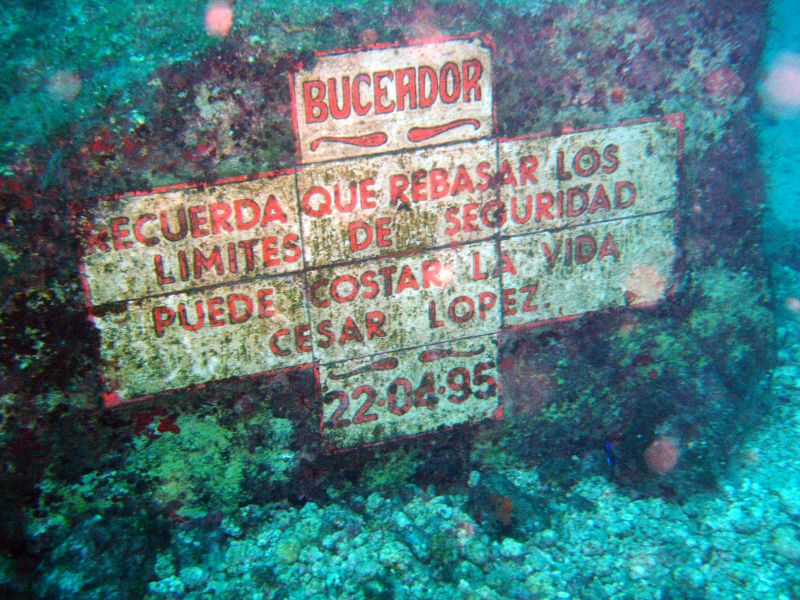 BUCEADOR
RECUERDA QUE REBASAR LOS
LIMITES DE SEGURIDAD
PUEDE COSTAR LA VIDA
CESAR LOPEZ.
22-04-95